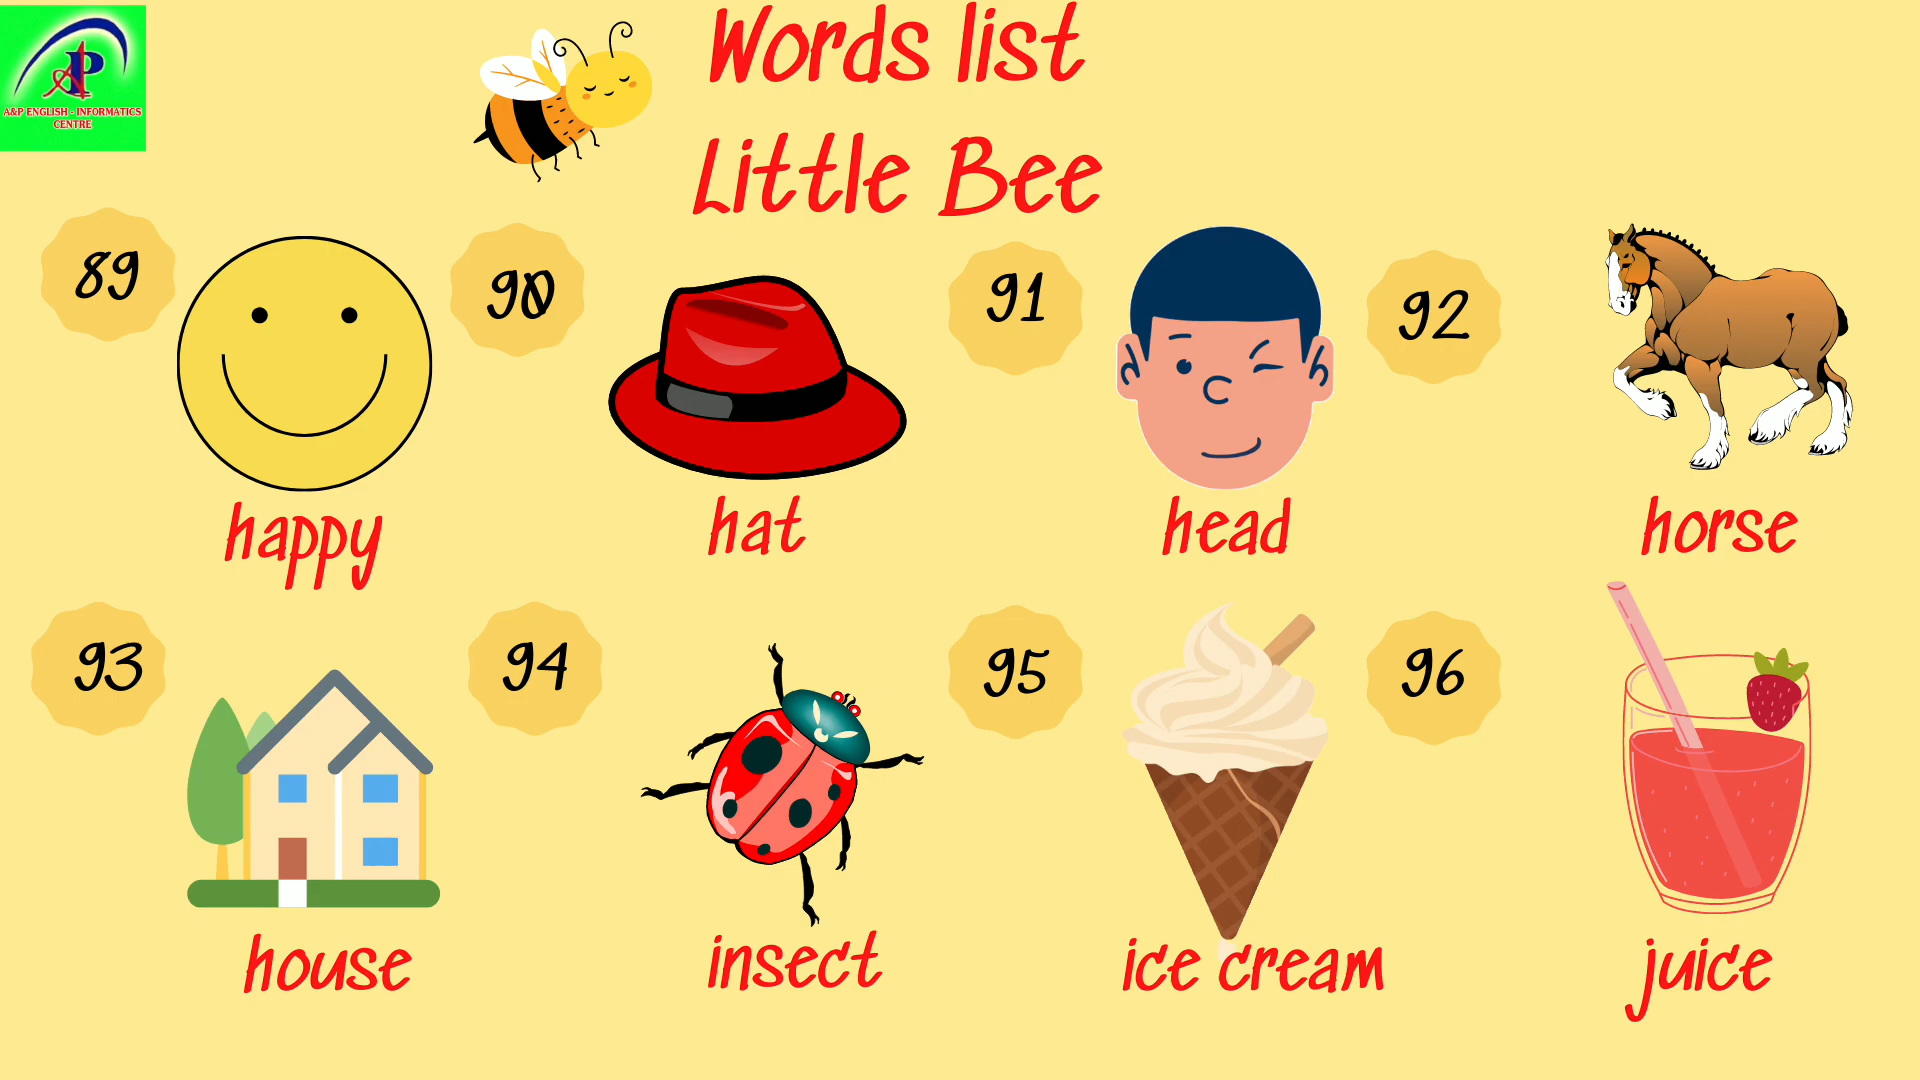 A&P ENGLISH - INFORMATICS
CENTRE
Words list
Little Bee
89
happy
90
hat
91
head
92
horse
93
house
94
insect
95
ice cream
96
juice